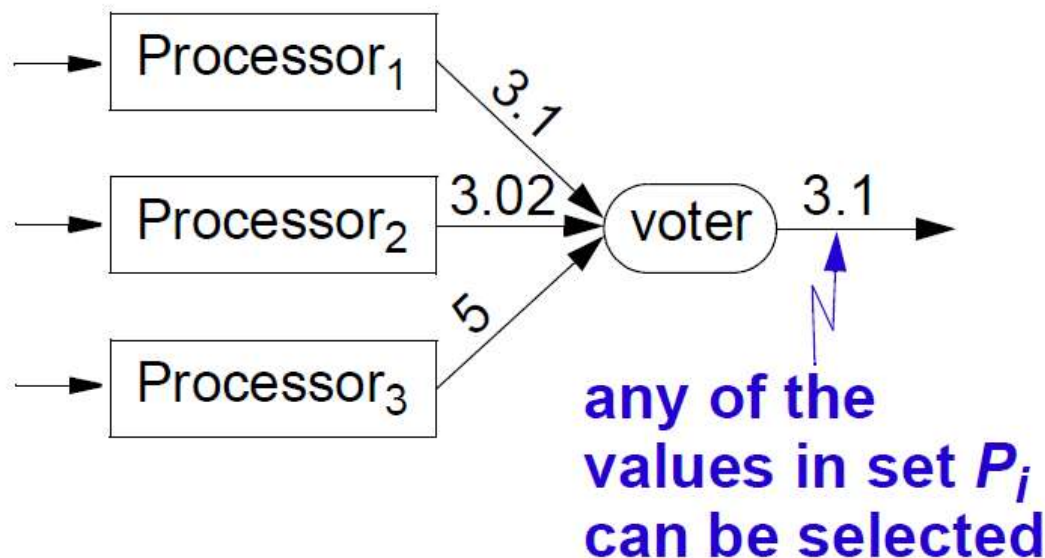 Processor₁
3.1
Processor₂
3.02
voter
3.1
5
Processor₃
any of the
values in set Pᵢ
can be selected